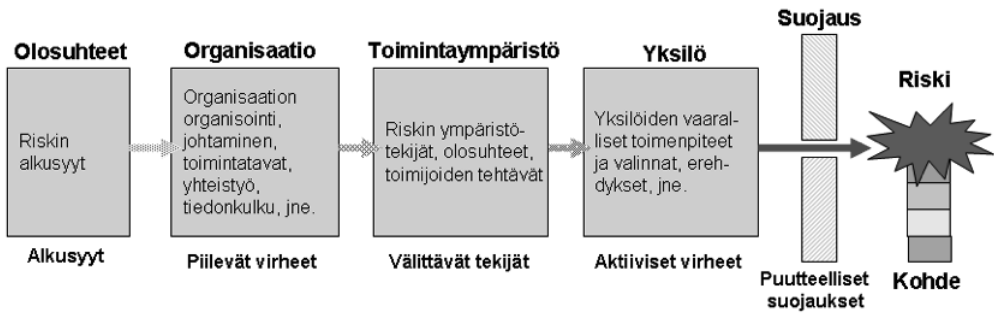 Olosuhteet
Riskin
alkusyyt
Alkusyyt
Organisaatio
Organisaation
organisointi,
johtaminen,
toimintatavat,
yhteistyö,
tiedonkulku, jne.
Piilevät virheet
Toimintaympäristö
Riskin ympäristö-
tekijät, olosuhteet,
toimijoiden tehtävät
Välittävät tekijät
Yksilö
Yksilöiden vaaral-
liset toimenpiteet
ja valinnat, ereh-
dykset, jne.
Aktiiviset virheet
Suojaus
Puutteelliset
suojaukset
Riski
Kohde